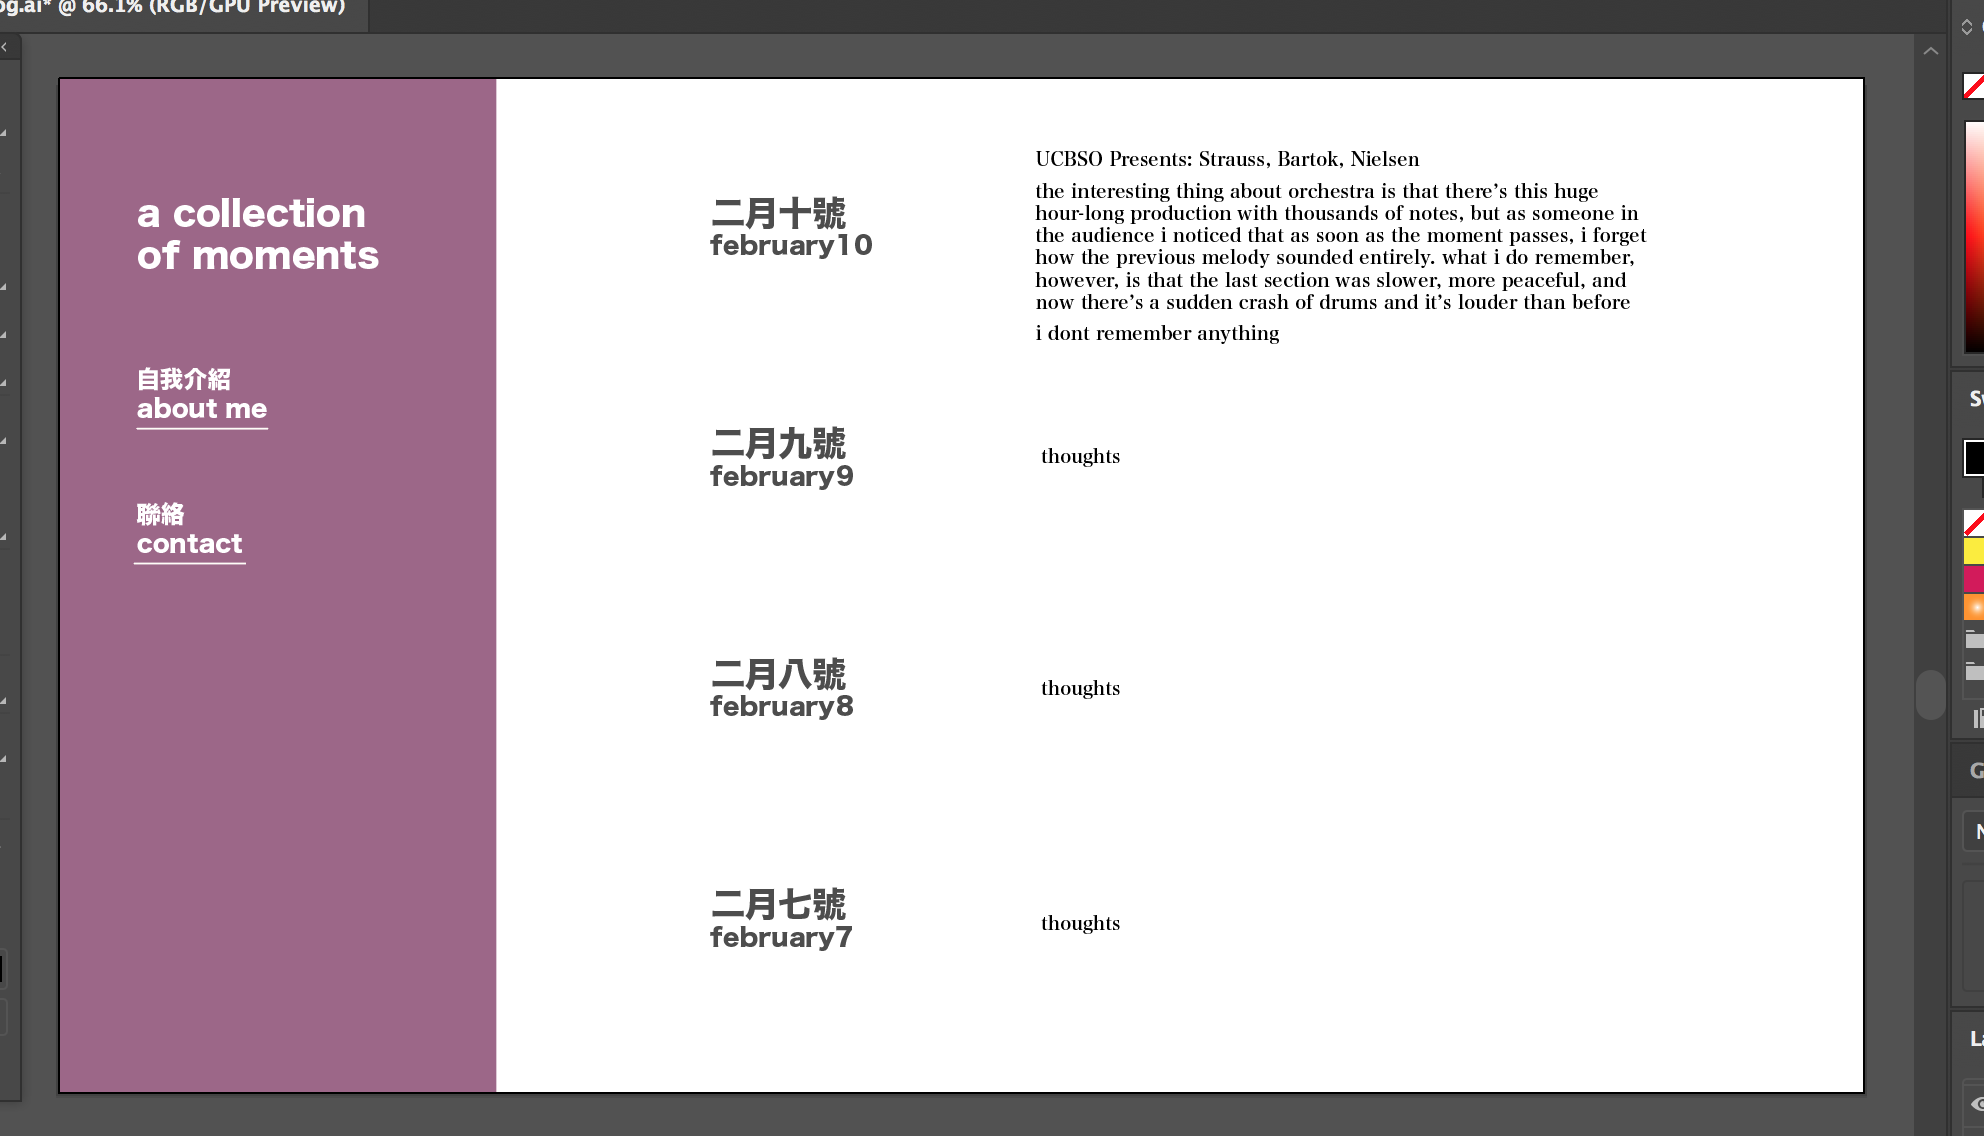 @ 66.1% (RGB/GPU Preview)
a collection
of moments
自我介紹
about me
聯絡
contact
二月十號
february10
UCBSO Presents: Strauss, Bartok, Nielsen
the interesting thing about orchestra is that there’s this huge
hour-long production with thousands of notes, but as someone in
the audience i noticed that as soon as the moment passes, i forget
how the previous melody sounded entirely. what i do remember,
however, is that the last section was slower, more peaceful, and
now there’s a sudden crash of drums and it’s louder than before
i dont remember anything
二月九號
february9
thoughts
二月八號
february8
thoughts
二月七號
february7
thoughts